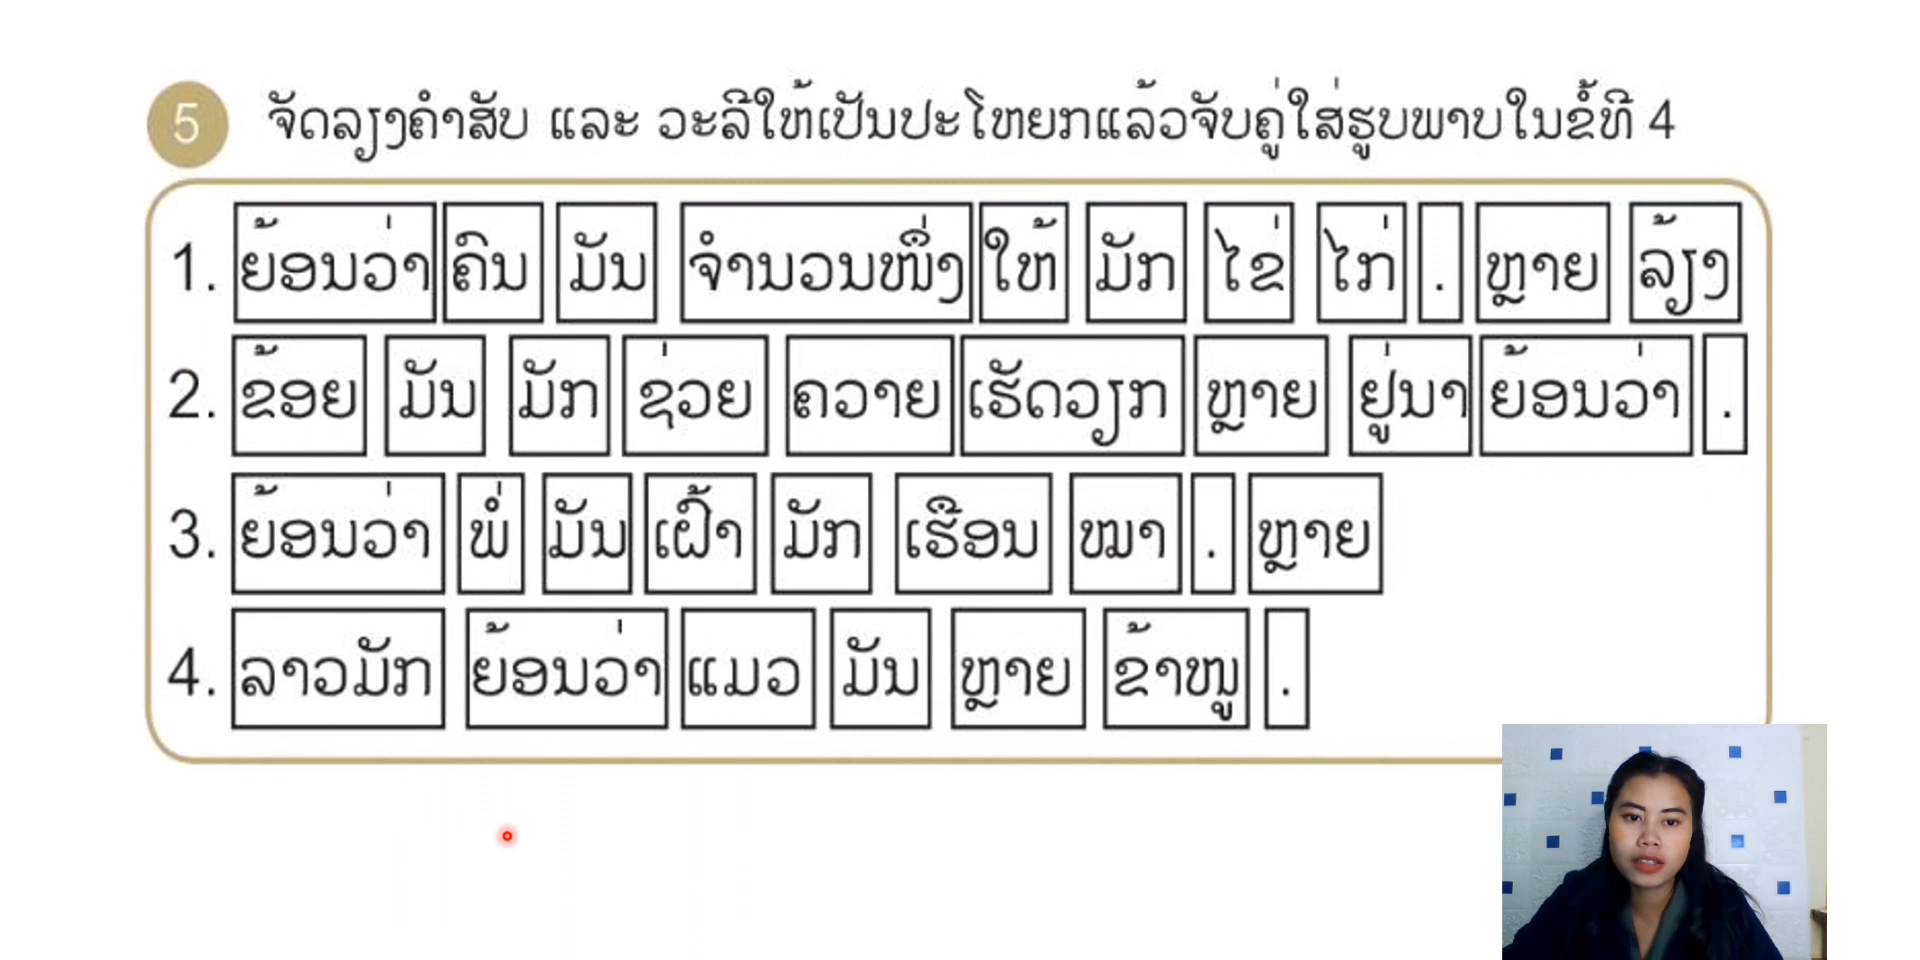 5 ຈັດລຽງຄຳສັບ ແລະ ວະລີໃຫ້ເປັນປະໂຫຍກແລ້ວຈັບຄູ່ໃສ່ຮູບພາບໃນຂໍ້ທີ 4
1. ຍ້ອນວ່າ ຄົນ ມັນ ຈຳນວນໜຶ່ງ ໃຫ້ ມັກ ໄຂ່ ໄກ່ . ຫຼາຍ ລ້ຽງ
2. ຂ້ອຍ ມັນ ມັກ ຊ່ວຍ ຄວາຍ ເຮັດວຽກ ຫຼາຍ ຢູ່ນາ ຍ້ອນວ່າ .
3. ຍ້ອນວ່າ ພໍ່ ມັນ ເຝົ້າ ມັກ ເຮືອນ ໝາ . ຫຼາຍ
4. ລາວມັກ ຍ້ອນວ່າ ແມວ ມັນ ຫຼາຍ ຂ້າໜູ .